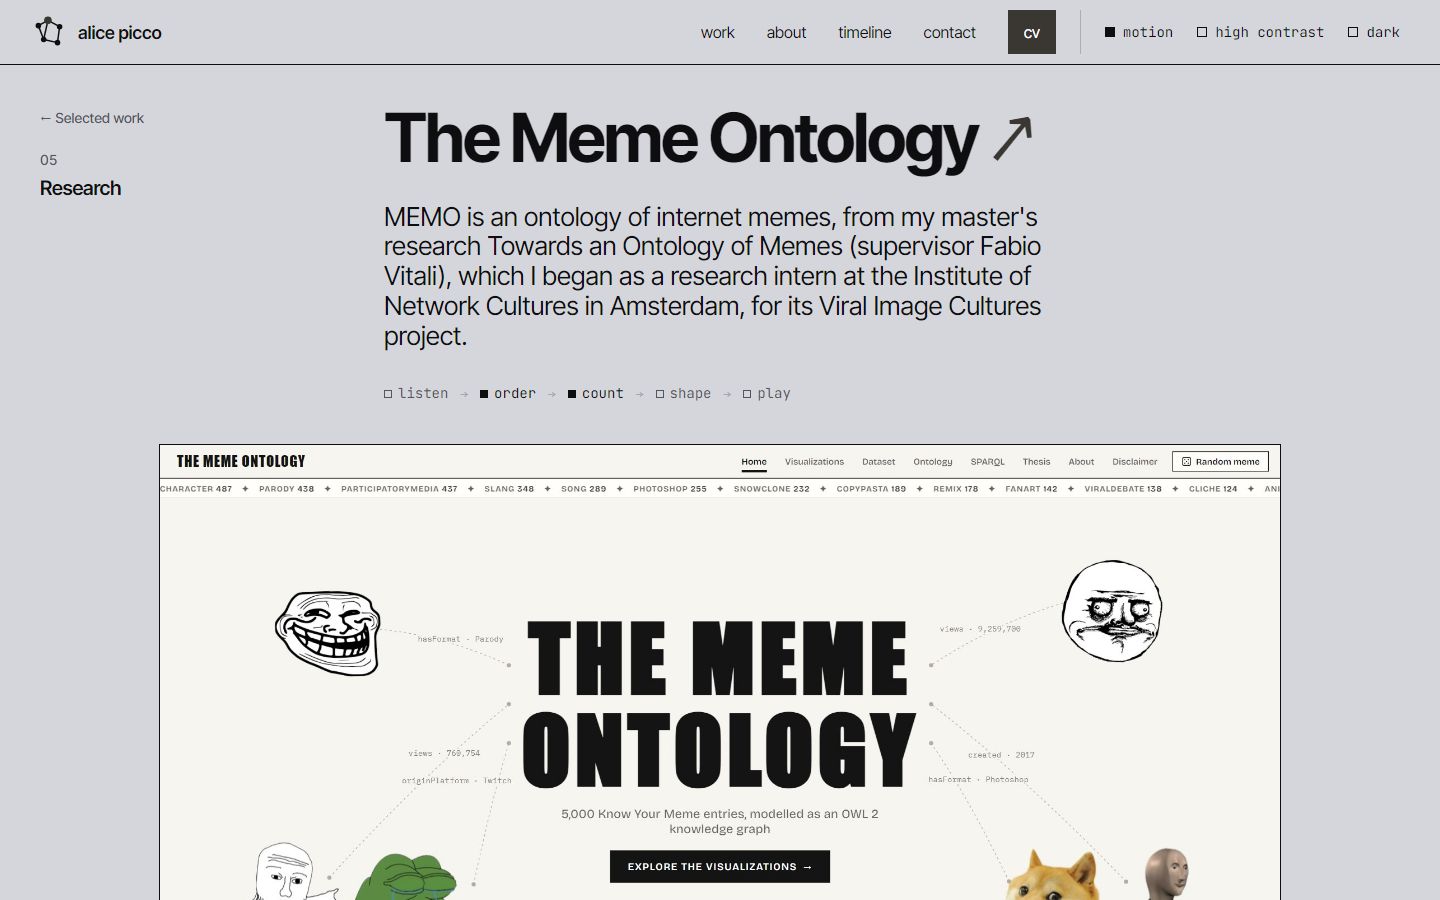 alice picco
work
about
timeline
contact
CV
motion
high contrast
dark
← Selected work
05
Research
The Meme Ontology ↗
MEMO is an ontology of internet memes, from my master's
research Towards an Ontology of Memes (supervisor Fabio
Vitali), which I began as a research intern at the Institute of
Network Cultures in Amsterdam, for its Viral Image Cultures
project.
listen → order → count → shape → play
THE MEME ONTOLOGY
Home
Visualizations
Dataset
Ontology
SPARQL
Thesis
About
Disclaimer
Random meme
CHARACTER 487 ✦ PARODY 438 ✦ PARTICIPATORYMEDIA 437 ✦ SLANG 348 ✦ SONG 289 ✦ PHOTOSHOP 255 ✦ SNOWCLONE 232 ✦ COPYPASTA 189 ✦ REMIX 178 ✦ FANART 142 ✦ VIRALDEBATE 138 ✦ CLICHE 124 ✦ ANI
hasFormat · Parody
views · 9,259,700
THE MEME
ONTOLOGY
views · 760,754
created · 2017
originPlatform · Twitch
hasFormat · Photoshop
5,000 Know Your Meme entries, modelled as an OWL 2
knowledge graph
EXPLORE THE VISUALIZATIONS →